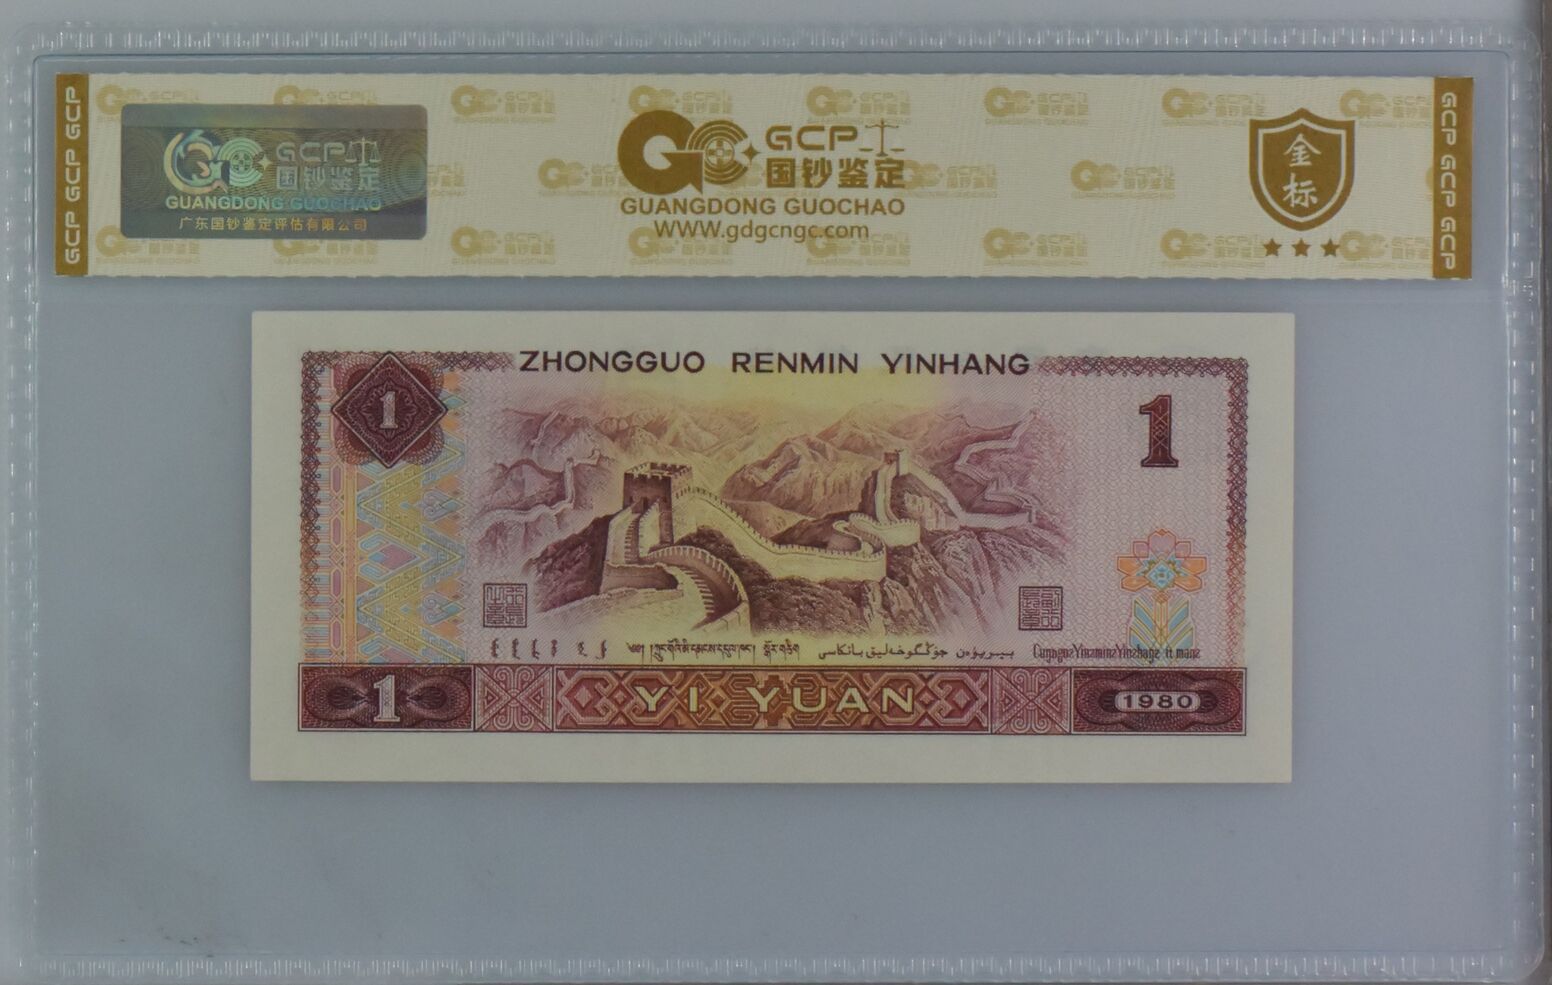 GCP GCP GCP
GCP
国钞鉴定
GUANGDONG GUOCHAO
广东国钞鉴定评估有限公司
GCP
国钞鉴定
GUANGDONG GUOCHAO
WWW.gdgcngc.com
金标
GCP GCP GCP
ZHONGGUO RENMIN YINHANG
1
1
1
YI YUAN
1980